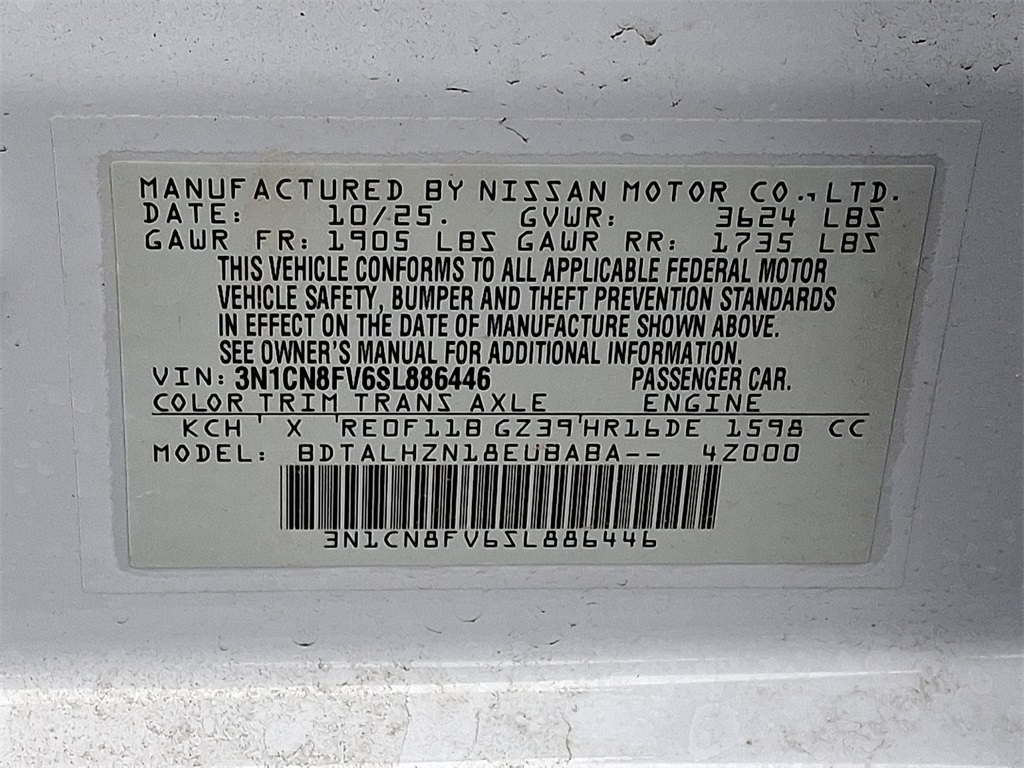 MANUFACTURED BY NISSAN MOTOR CO., LTD.
DATE: 10/25. GVWR: 3624 LBS
GAWR FR: 1905 LBS GAWR RR: 1735 LBS
THIS VEHICLE CONFORMS TO ALL APPLICABLE FEDERAL MOTOR
VEHICLE SAFETY, BUMPER AND THEFT PREVENTION STANDARDS
IN EFFECT ON THE DATE OF MANUFACTURE SHOWN ABOVE.
SEE OWNER'S MANUAL FOR ADDITIONAL INFORMATION.
VIN: 3N1CN8FV6SL886446 PASSENGER CAR.
COLOR TRIM TRANS AXLE ENGINE
KCH X RE0F11B GZ39 HR16DE 1598 CC
MODEL: BDTALHZN18EUBABA-- 4Z000
3N1CN8FV6SL886446